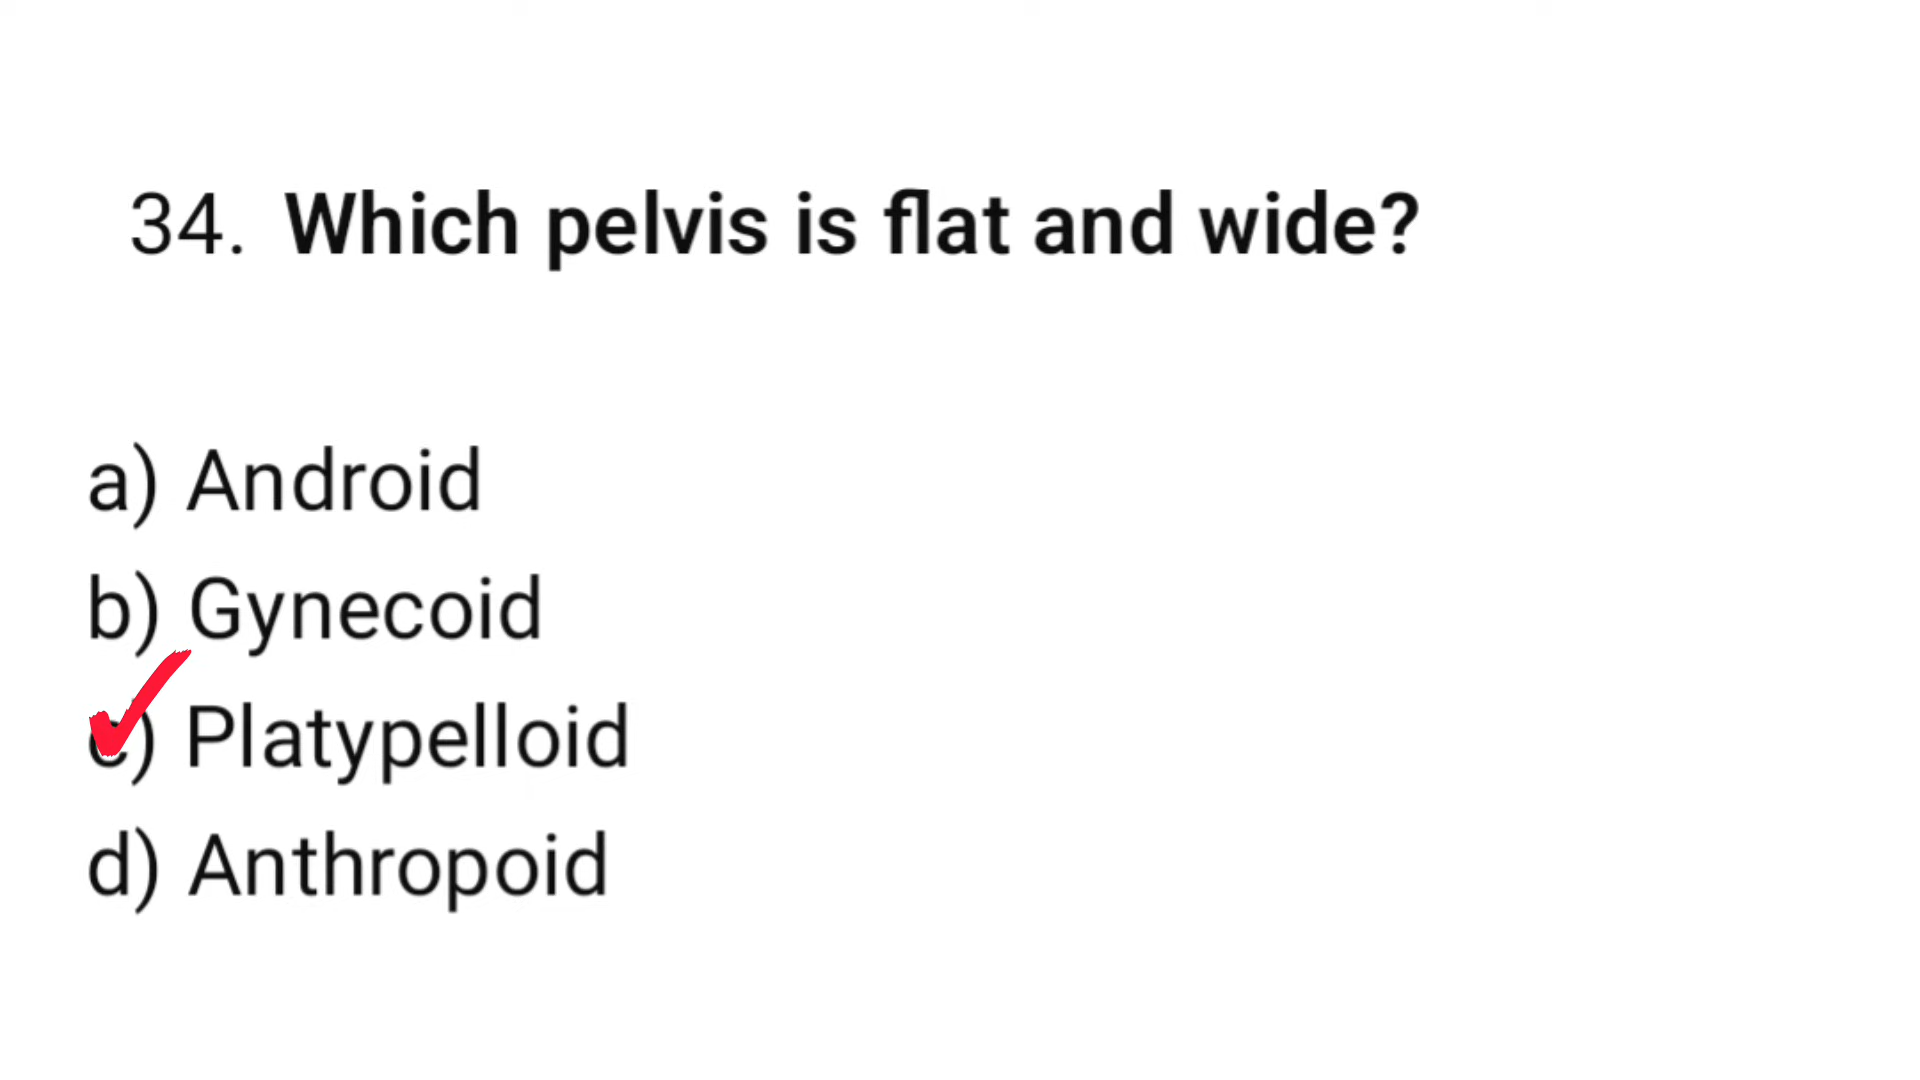 34. Which pelvis is flat and wide?
a) Android
b) Gynecoid
c) Platypelloid
d) Anthropoid